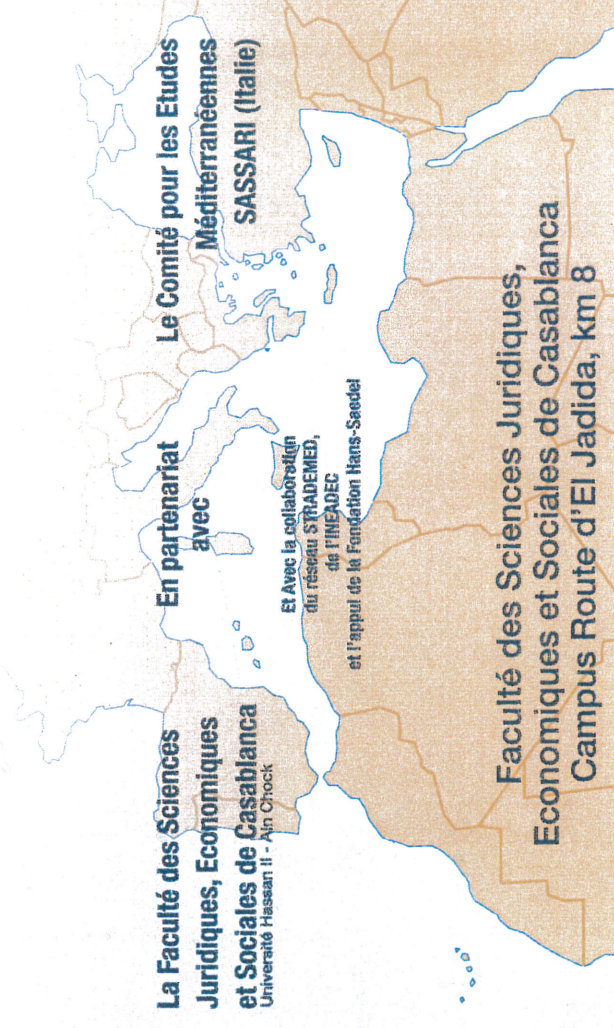 La Faculté des Sciences
Juridiques, Economiques
et Sociales de Casablanca
Université Hassan II - Aïn Chock
En partenariat
avec
Le Comité pour les Etudes
Méditerranéennes
SASSARI (Italie)
Et Avec la collaboration
du réseau STRADEMED,
de l'INEADEC
et l'appui de la Fondation Hans-Saedel
Faculté des Sciences Juridiques,
Economiques et Sociales de Casablanca
Campus Route d'El Jadida, km 8